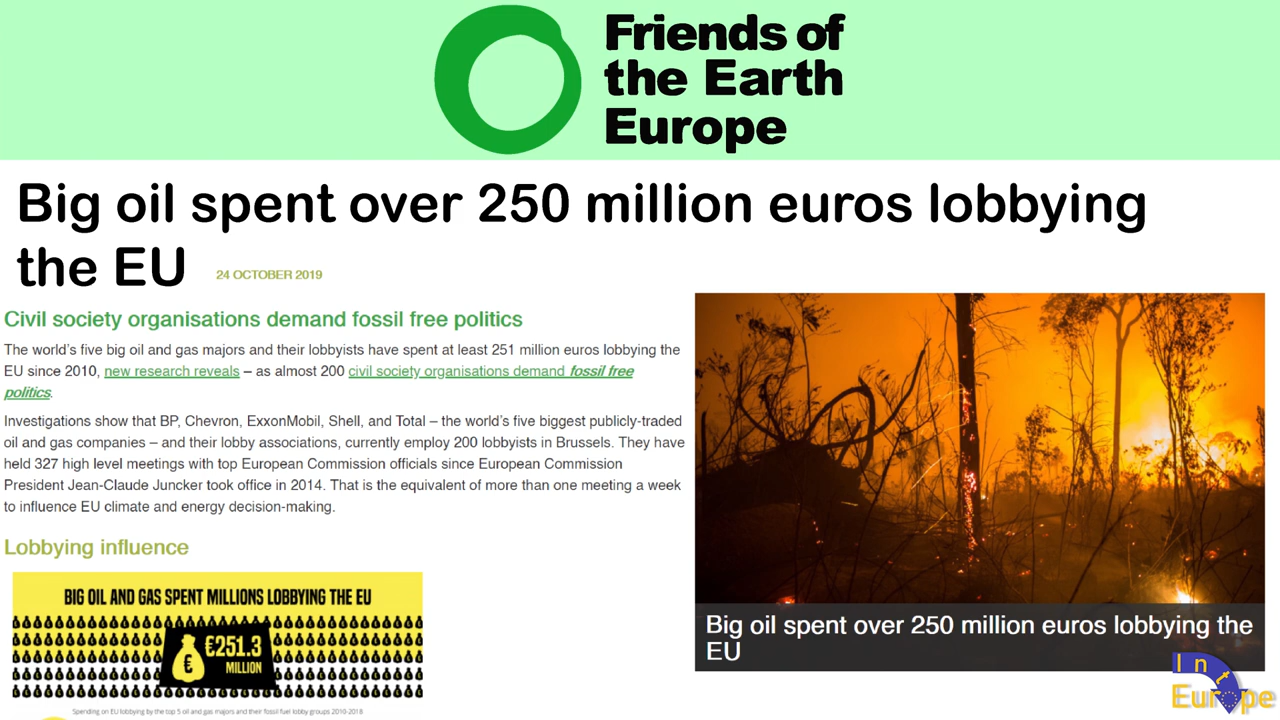 Friends of
the Earth
Europe
Big oil spent over 250 million euros lobbying
the EU
24 OCTOBER 2019
Civil society organisations demand fossil free politics
The world's five big oil and gas majors and their lobbyists have spent at least 251 million euros lobbying the
EU since 2010, new research reveals – as almost 200 civil society organisations demand fossil free
politics.
Investigations show that BP, Chevron, ExxonMobil, Shell, and Total – the world's five biggest publicly-traded
oil and gas companies – and their lobby associations, currently employ 200 lobbyists in Brussels. They have
held 327 high level meetings with top European Commission officials since European Commission
President Jean-Claude Juncker took office in 2014. That is the equivalent of more than one meeting a week
to influence EU climate and energy decision-making.
Lobbying influence
BIG OIL AND GAS SPENT MILLIONS LOBBYING THE EU
€
€251.3
MILLION
Spending on EU lobbying by the top 5 oil and gas majors and their fossil fuel lobby groups 2010-2018
Big oil spent over 250 million euros lobbying the
EU
Int
Europe